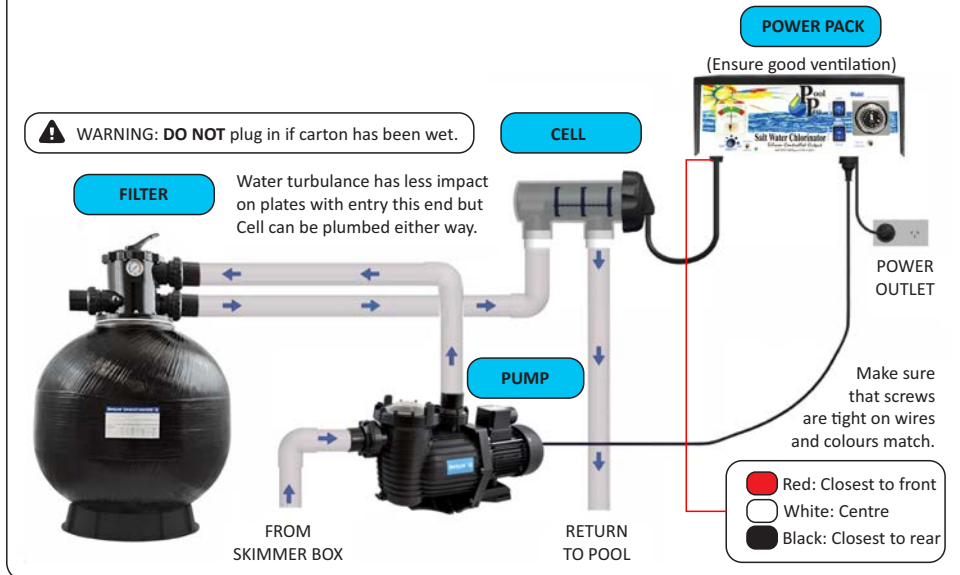 POWER PACK
(Ensure good ventilation)
WARNING: DO NOT plug in if carton has been wet.
CELL
Pool
Salt Water Chlorinator
FILTER
Water turbulance has less impact
on plates with entry this end but
Cell can be plumbed either way.
POWER
OUTLET
PUMP
Make sure
that screws
are tight on wires
and colours match.
Red: Closest to front
White: Centre
Black: Closest to rear
FROM
SKIMMER BOX
RETURN
TO POOL